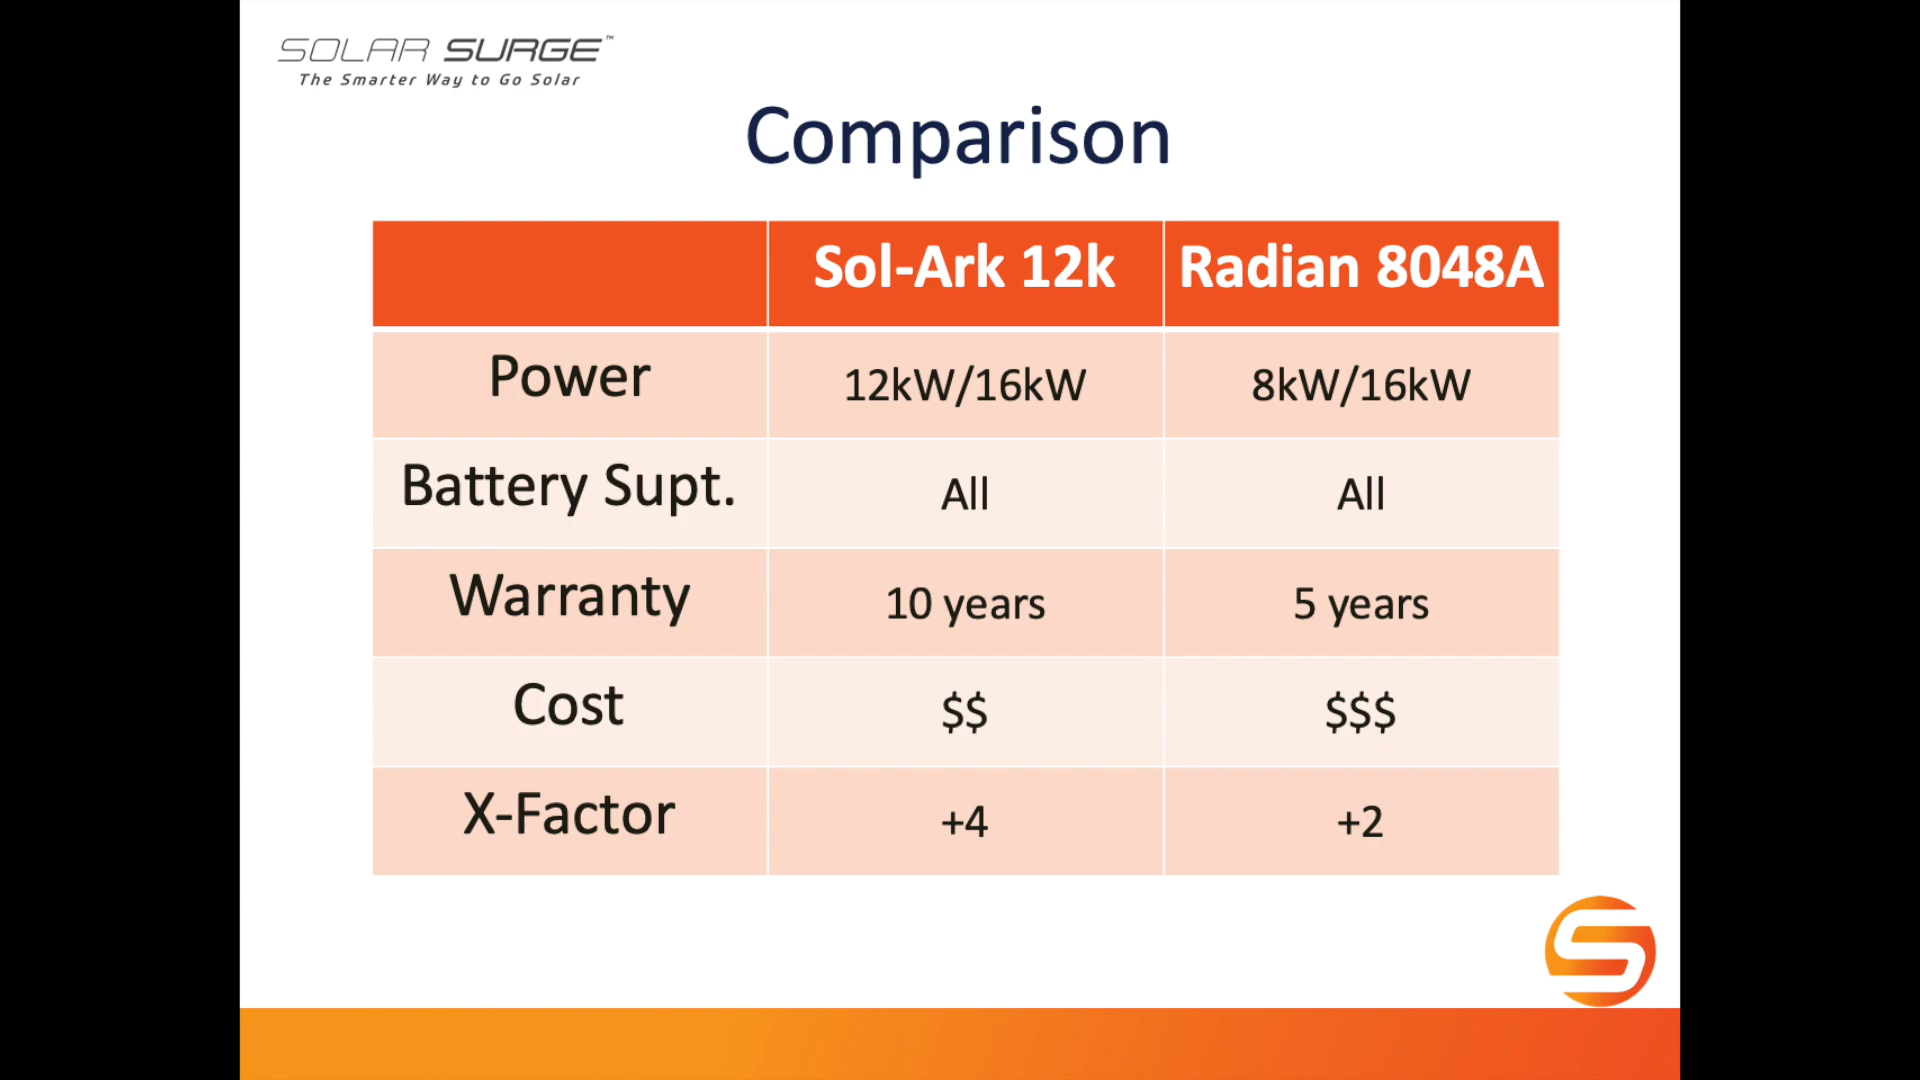 SOLAR SURGE™
The Smarter Way to Go Solar
Comparison
Sol-Ark 12k Radian 8048A
Power 12kW/16kW 8kW/16kW
Battery Supt. All All
Warranty 10 years 5 years
Cost $$ $$$
X-Factor +4 +2